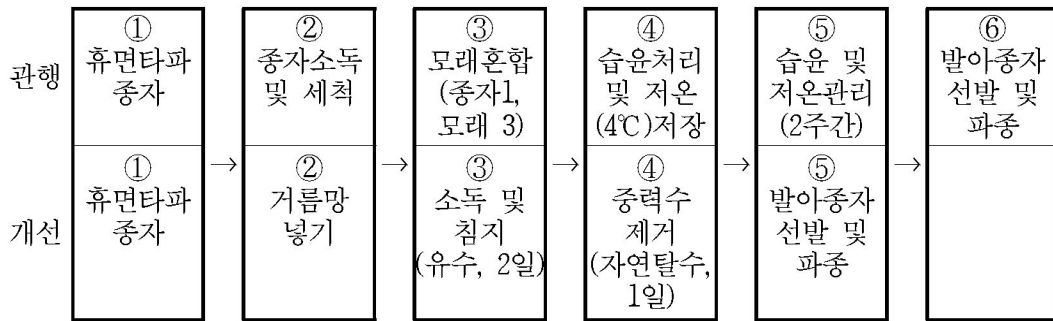 관행
①
휴면타파
종자
②
종자소독
및 세척
③
모래혼합
(종자1,
모래 3)
④
습윤처리
및 저온
(4℃)저장
⑤
습윤 및
저온관리
(2주간)
⑥
발아종자
선발 및
파종
개선
①
휴면타파
종자
→
②
거름망
넣기
→
③
소독 및
침지
(유수, 2일)
→
④
중력수
제거
(자연탈수,
1일)
→
⑤
발아종자
선발 및
파종
→